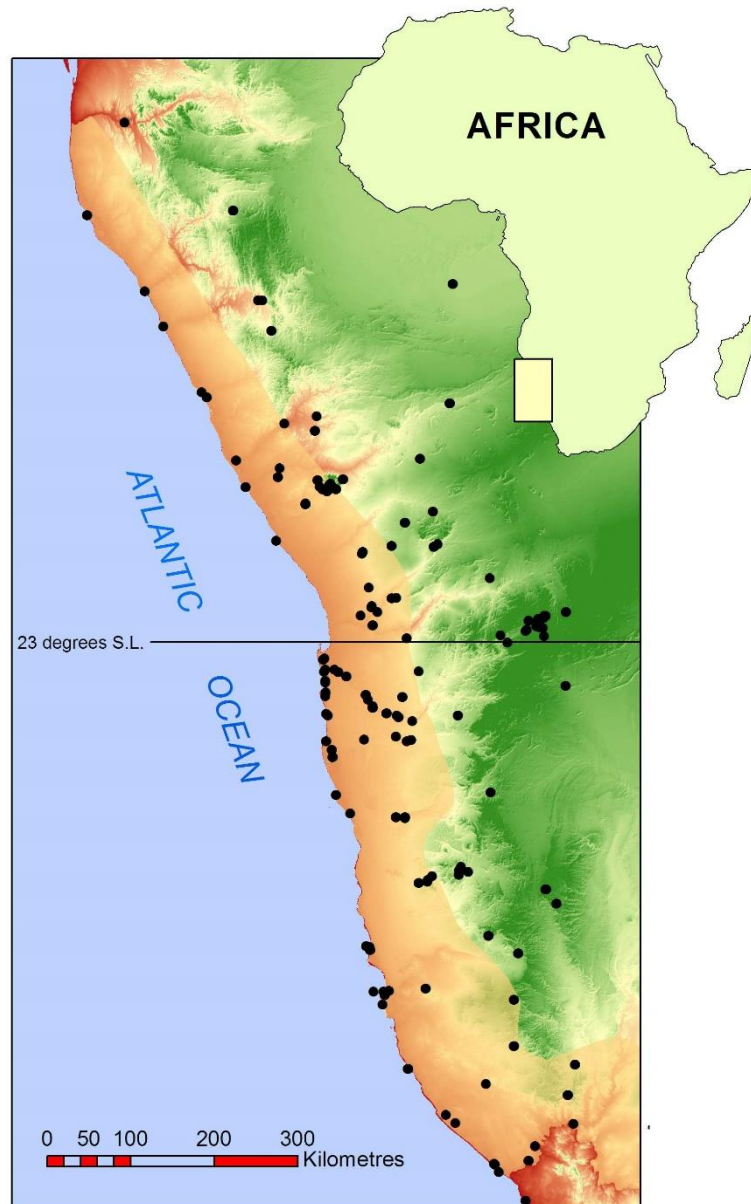 AFRICA
ATLANTIC
23 degrees S.L.
OCEAN
0 50 100 200 300
Kilometres